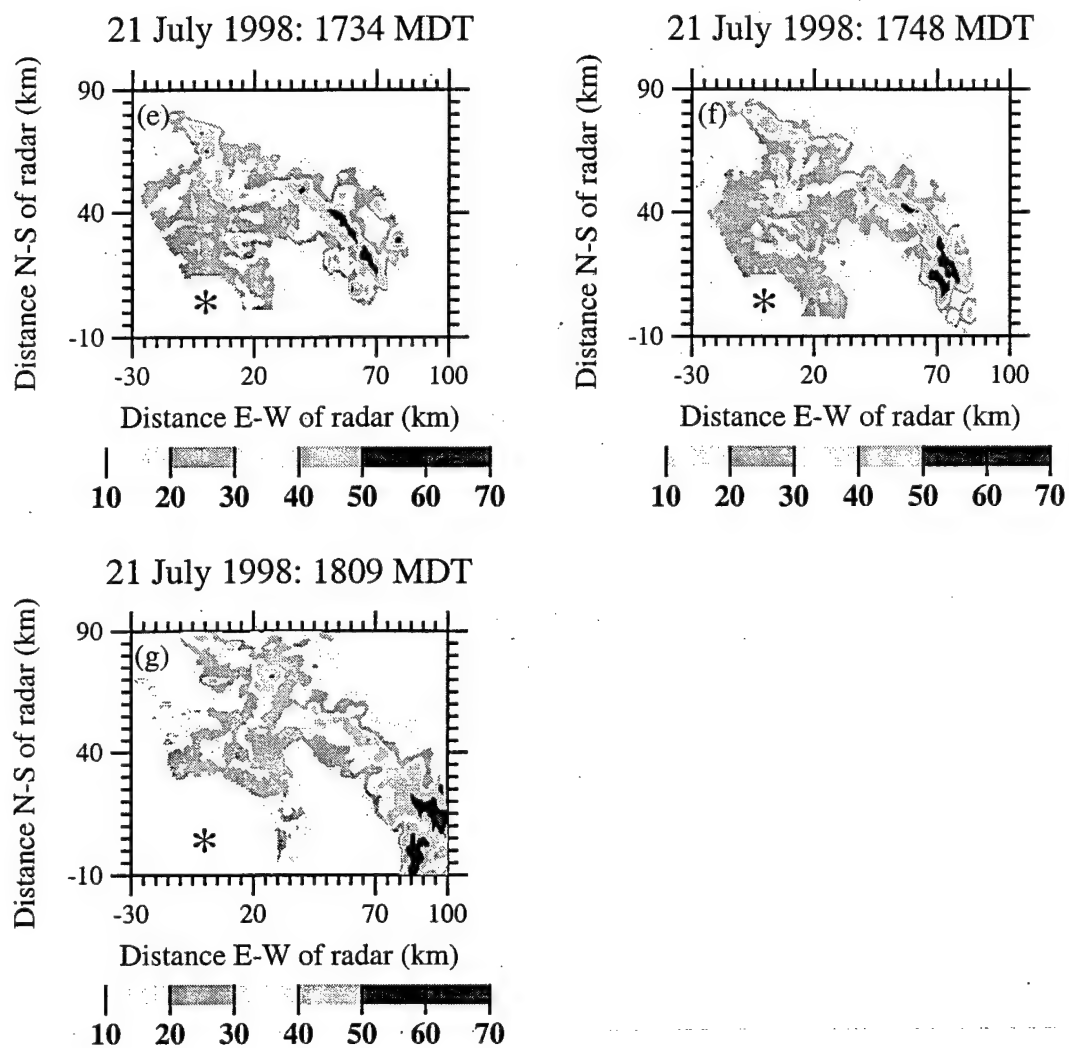 21 July 1998: 1734 MDT
Distance N-S of radar (km)
90
40
-10
(e)
*
-30 20 70 100
Distance E-W of radar (km)
10 20 30 40 50 60 70
21 July 1998: 1748 MDT
Distance N-S of radar (km)
90
40
-10
(f)
*
-30 20 70 100
Distance E-W of radar (km)
10 20 30 40 50 60 70
21 July 1998: 1809 MDT
Distance N-S of radar (km)
90
40
-10
(g)
*
-30 20 70 100
Distance E-W of radar (km)
10 20 30 40 50 60 70